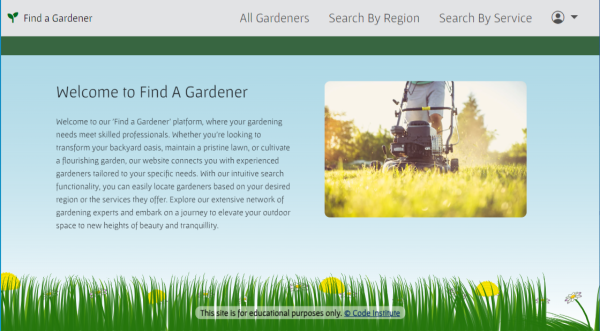 Find a Gardener
All Gardeners
Search By Region
Search By Service
Welcome to Find A Gardener
Welcome to our 'Find a Gardener' platform, where your gardening
needs meet skilled professionals. Whether you're looking to
transform your backyard oasis, maintain a pristine lawn, or cultivate
a flourishing garden, our website connects you with experienced
gardeners tailored to your specific needs. With our intuitive search
functionality, you can easily locate gardeners based on your desired
region or the services they offer. Explore our extensive network of
gardening experts and embark on a journey to elevate your outdoor
space to new heights of beauty and tranquillity.
This site is for educational purposes only. © Code Institute